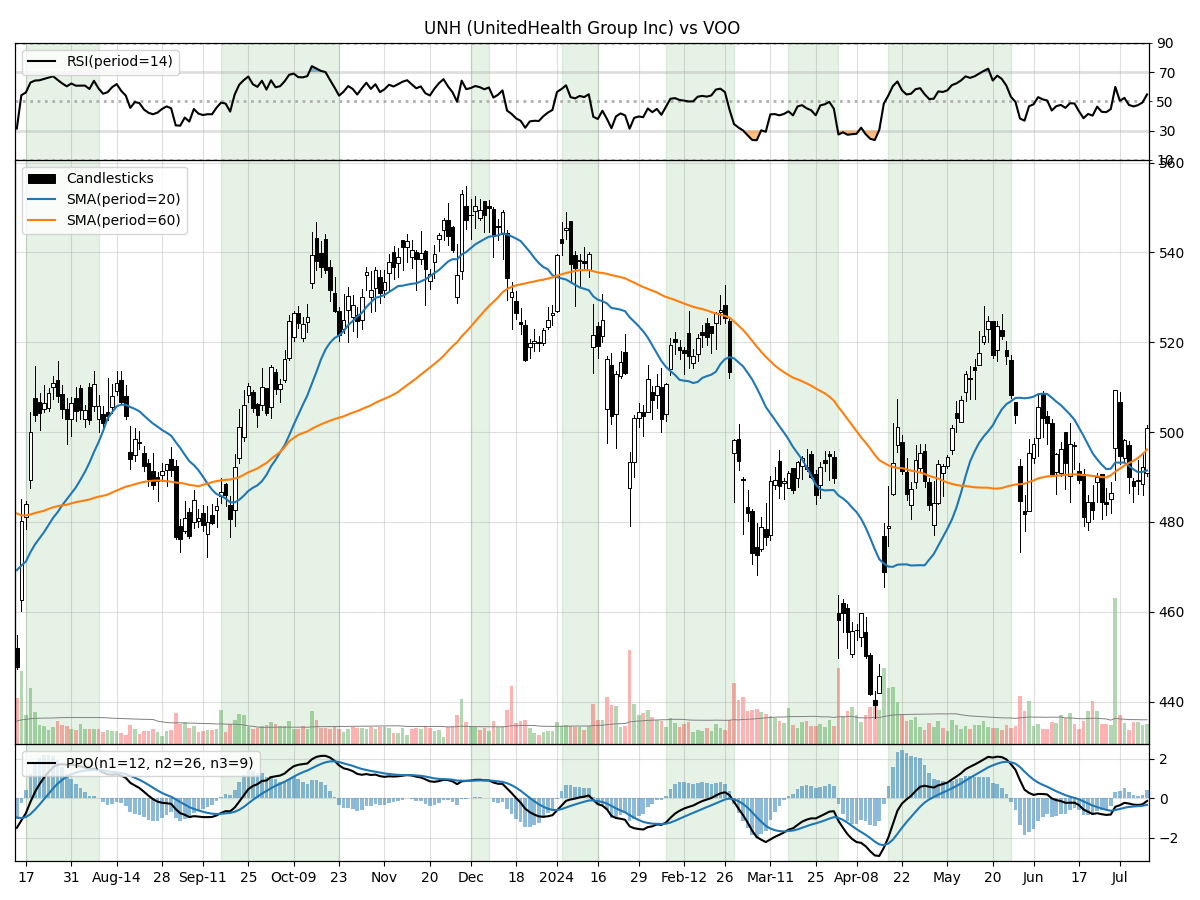 UNH (UnitedHealth Group Inc) vs VOO
RSI(period=14)
90
70
50
30
10
Candlesticks
SMA(period=20)
SMA(period=60)
560
540
520
500
480
460
440
PPO(n1=12, n2=26, n3=9)
2
0
−2
17 31 Aug-14 28 Sep-11 25 Oct-09 23 Nov 20 Dec 18 2024 16 29 Feb-12 26 Mar-11 25 Apr-08 22 May 20 Jun 17 Jul